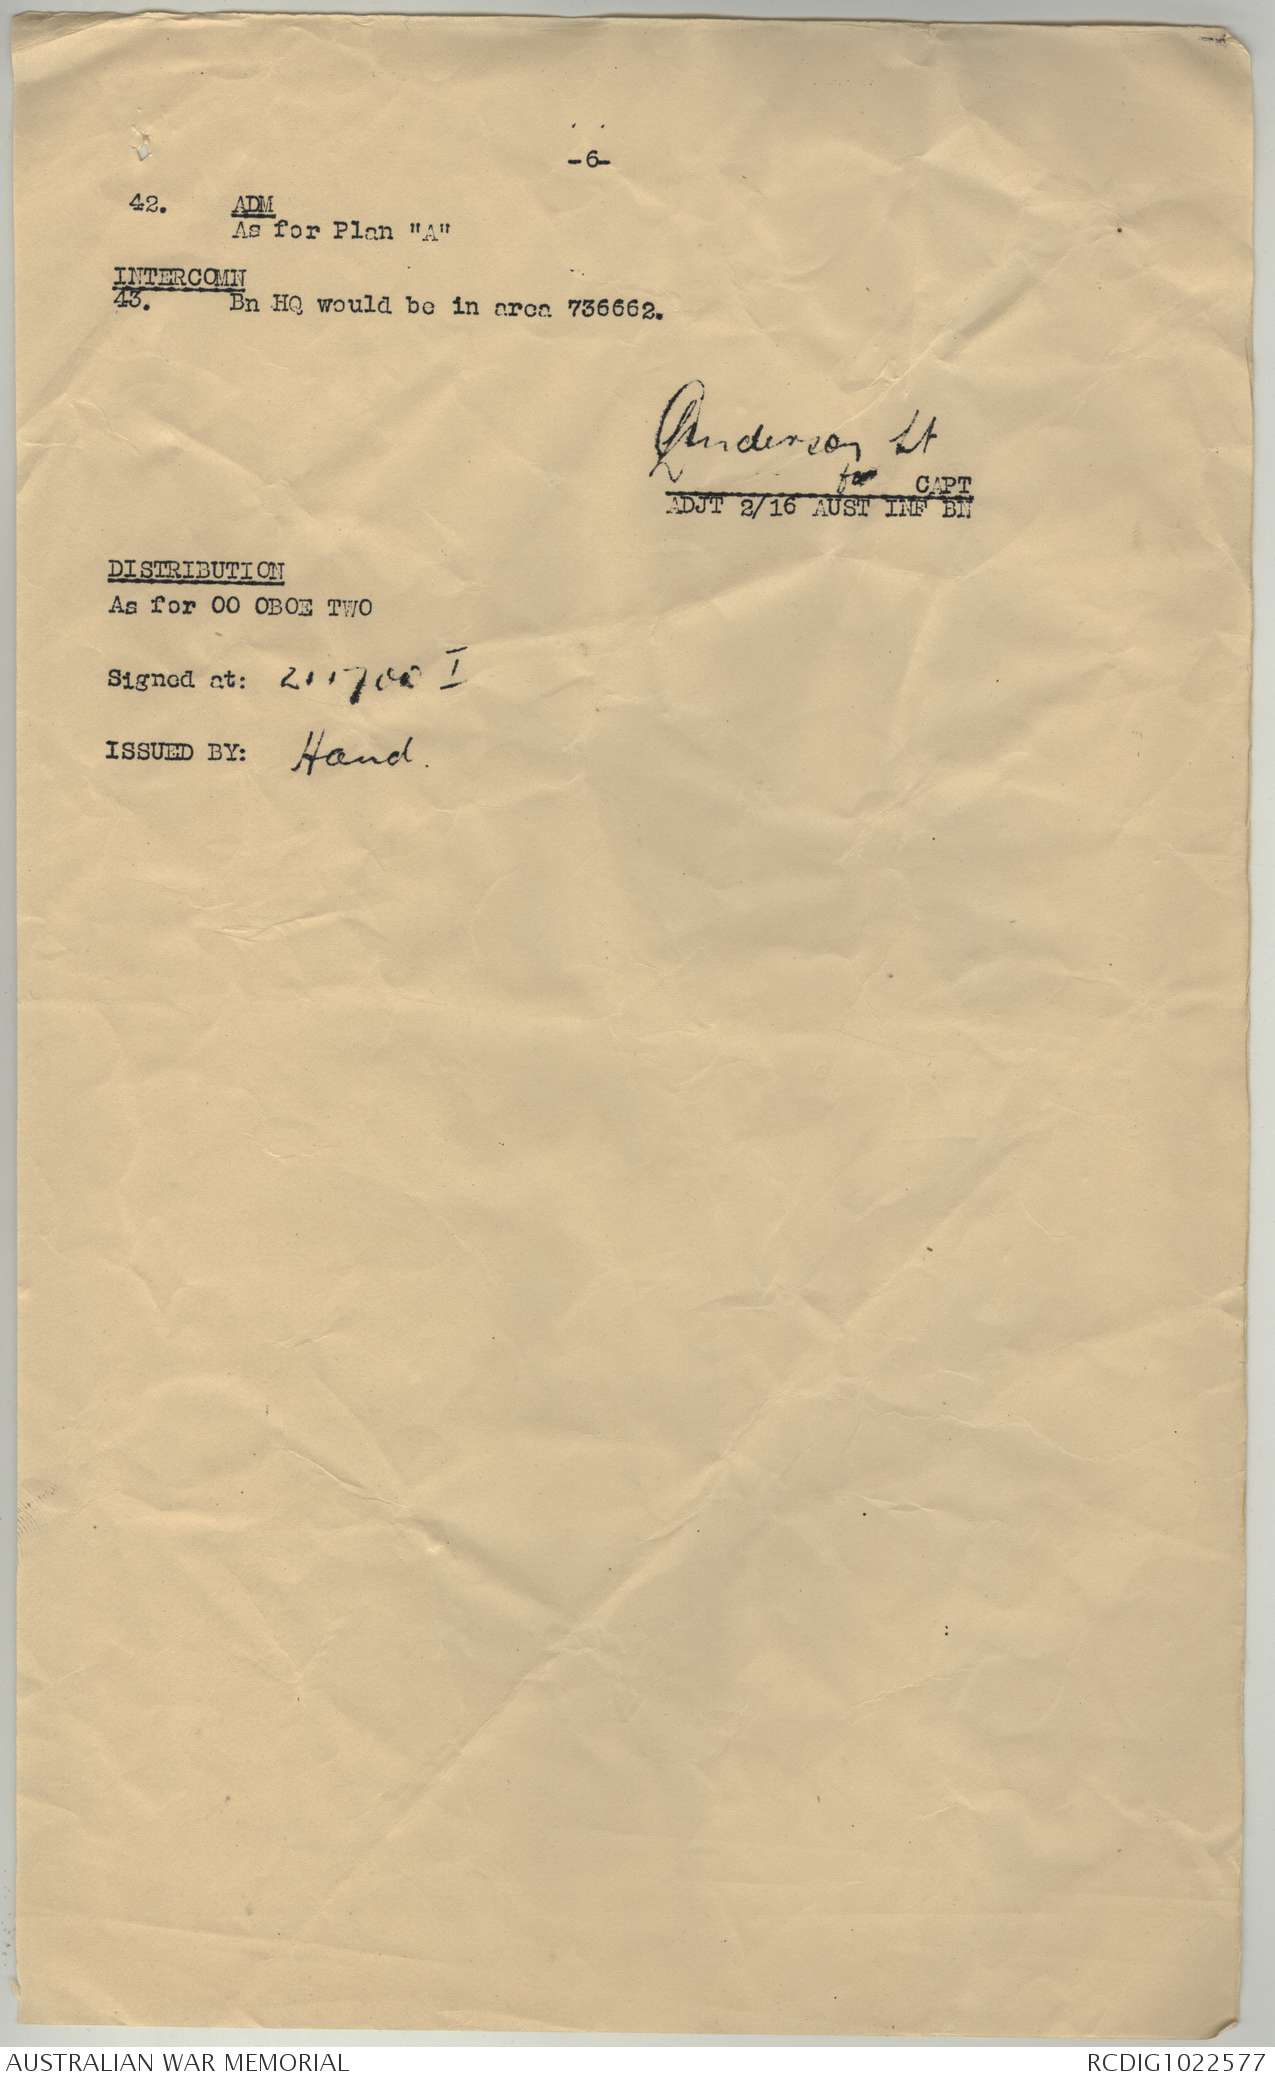 -6-
42. ADM
As for Plan "A"
INTERCOMN
43. Bn HQ would be in area 736662.
Anderson Lt
for CAPT
ADJT 2/16 AUST INF BN
DISTRIBUTION
As for OO OBOE TWO
Signed at: 211700 I
ISSUED BY: Hand.
AUSTRALIAN WAR MEMORIAL
RCDIG1022577